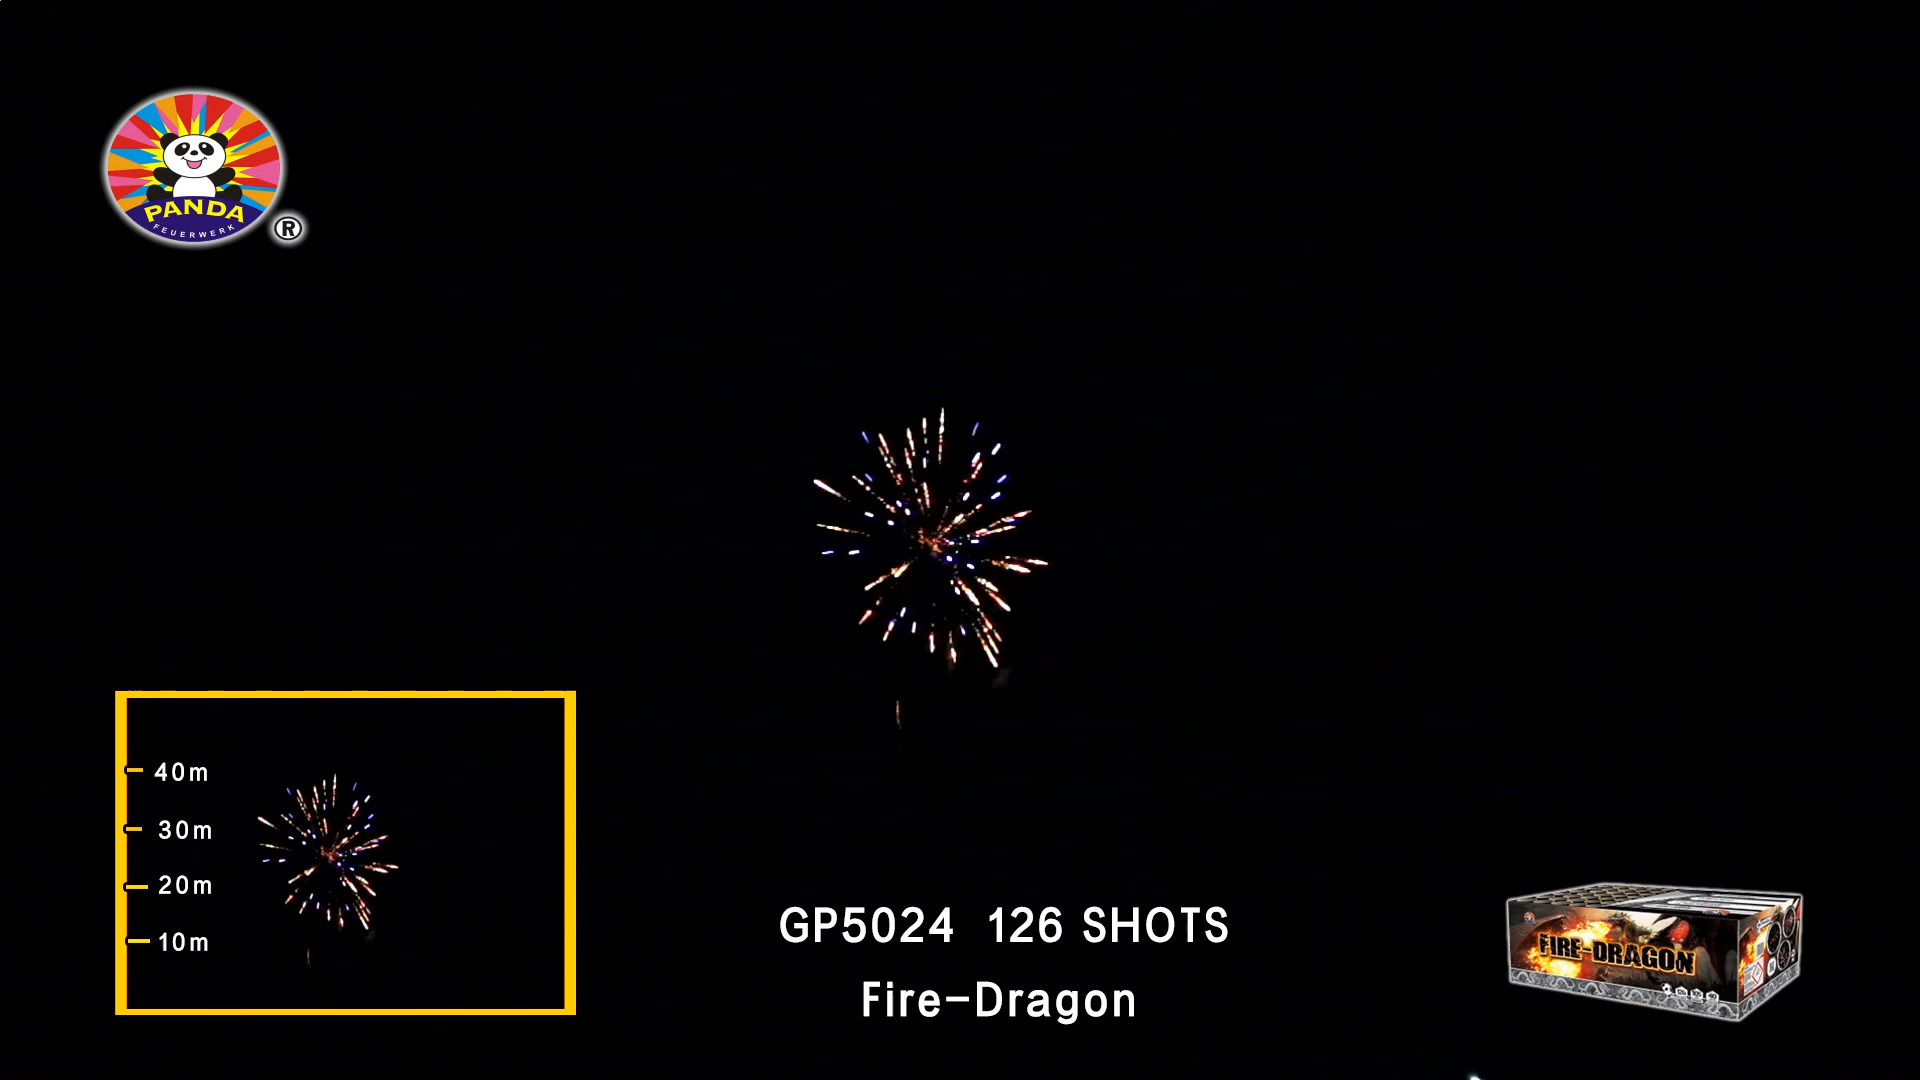 PANDA
FEUERWERK
®
40m
30m
20m
10m
GP5024 126 SHOTS
Fire-Dragon
FIRE-DRAGON